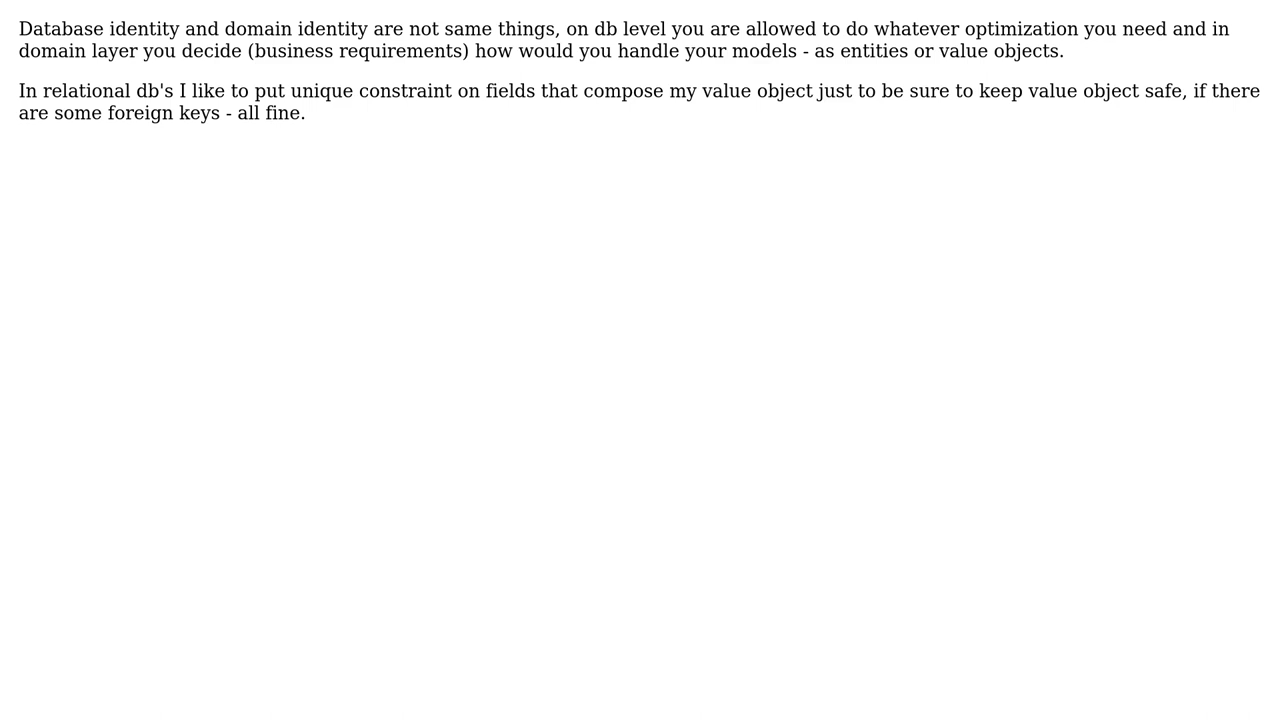 Database identity and domain identity are not same things, on db level you are allowed to do whatever optimization you need and in
domain layer you decide (business requirements) how would you handle your models - as entities or value objects.
In relational db's I like to put unique constraint on fields that compose my value object just to be sure to keep value object safe, if there
are some foreign keys - all fine.